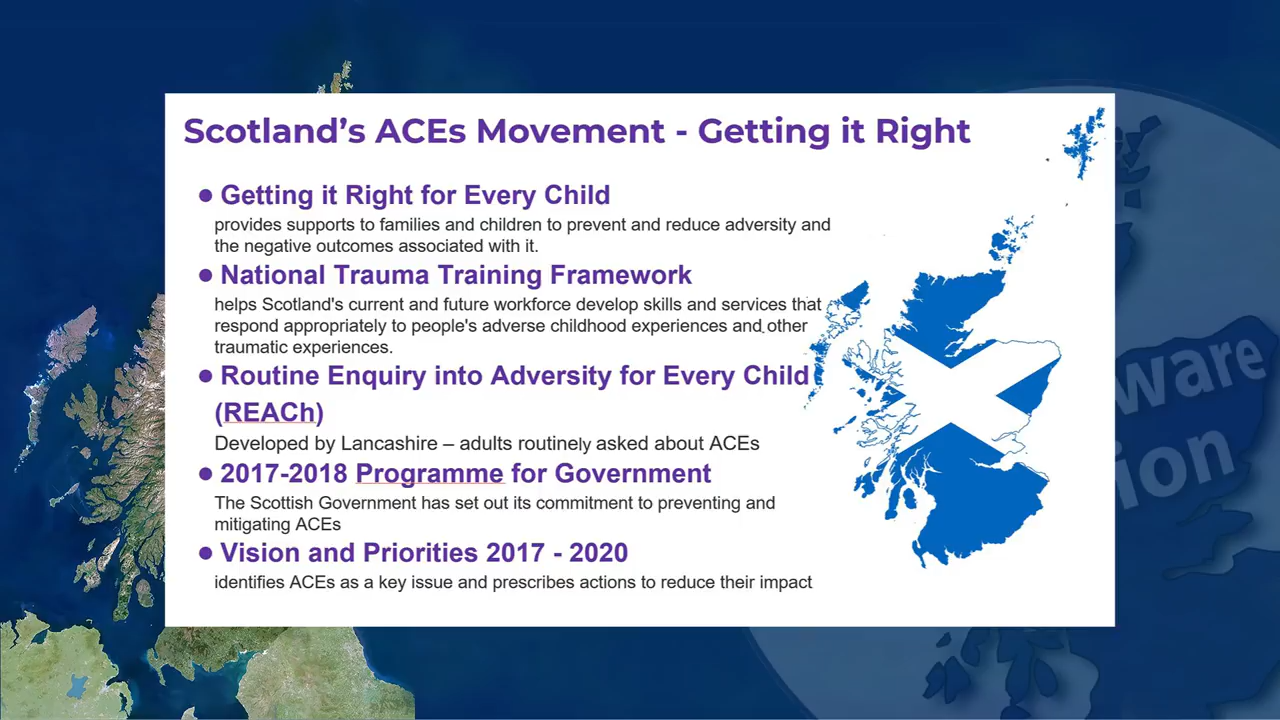 Scotland’s ACEs Movement - Getting it Right
● Getting it Right for Every Child
provides supports to families and children to prevent and reduce adversity and
the negative outcomes associated with it.
● National Trauma Training Framework
helps Scotland's current and future workforce develop skills and services that
respond appropriately to people's adverse childhood experiences and other
traumatic experiences.
● Routine Enquiry into Adversity for Every Child
(REACh)
Developed by Lancashire – adults routinely asked about ACEs
● 2017-2018 Programme for Government
The Scottish Government has set out its commitment to preventing and
mitigating ACEs
● Vision and Priorities 2017 - 2020
identifies ACEs as a key issue and prescribes actions to reduce their impact